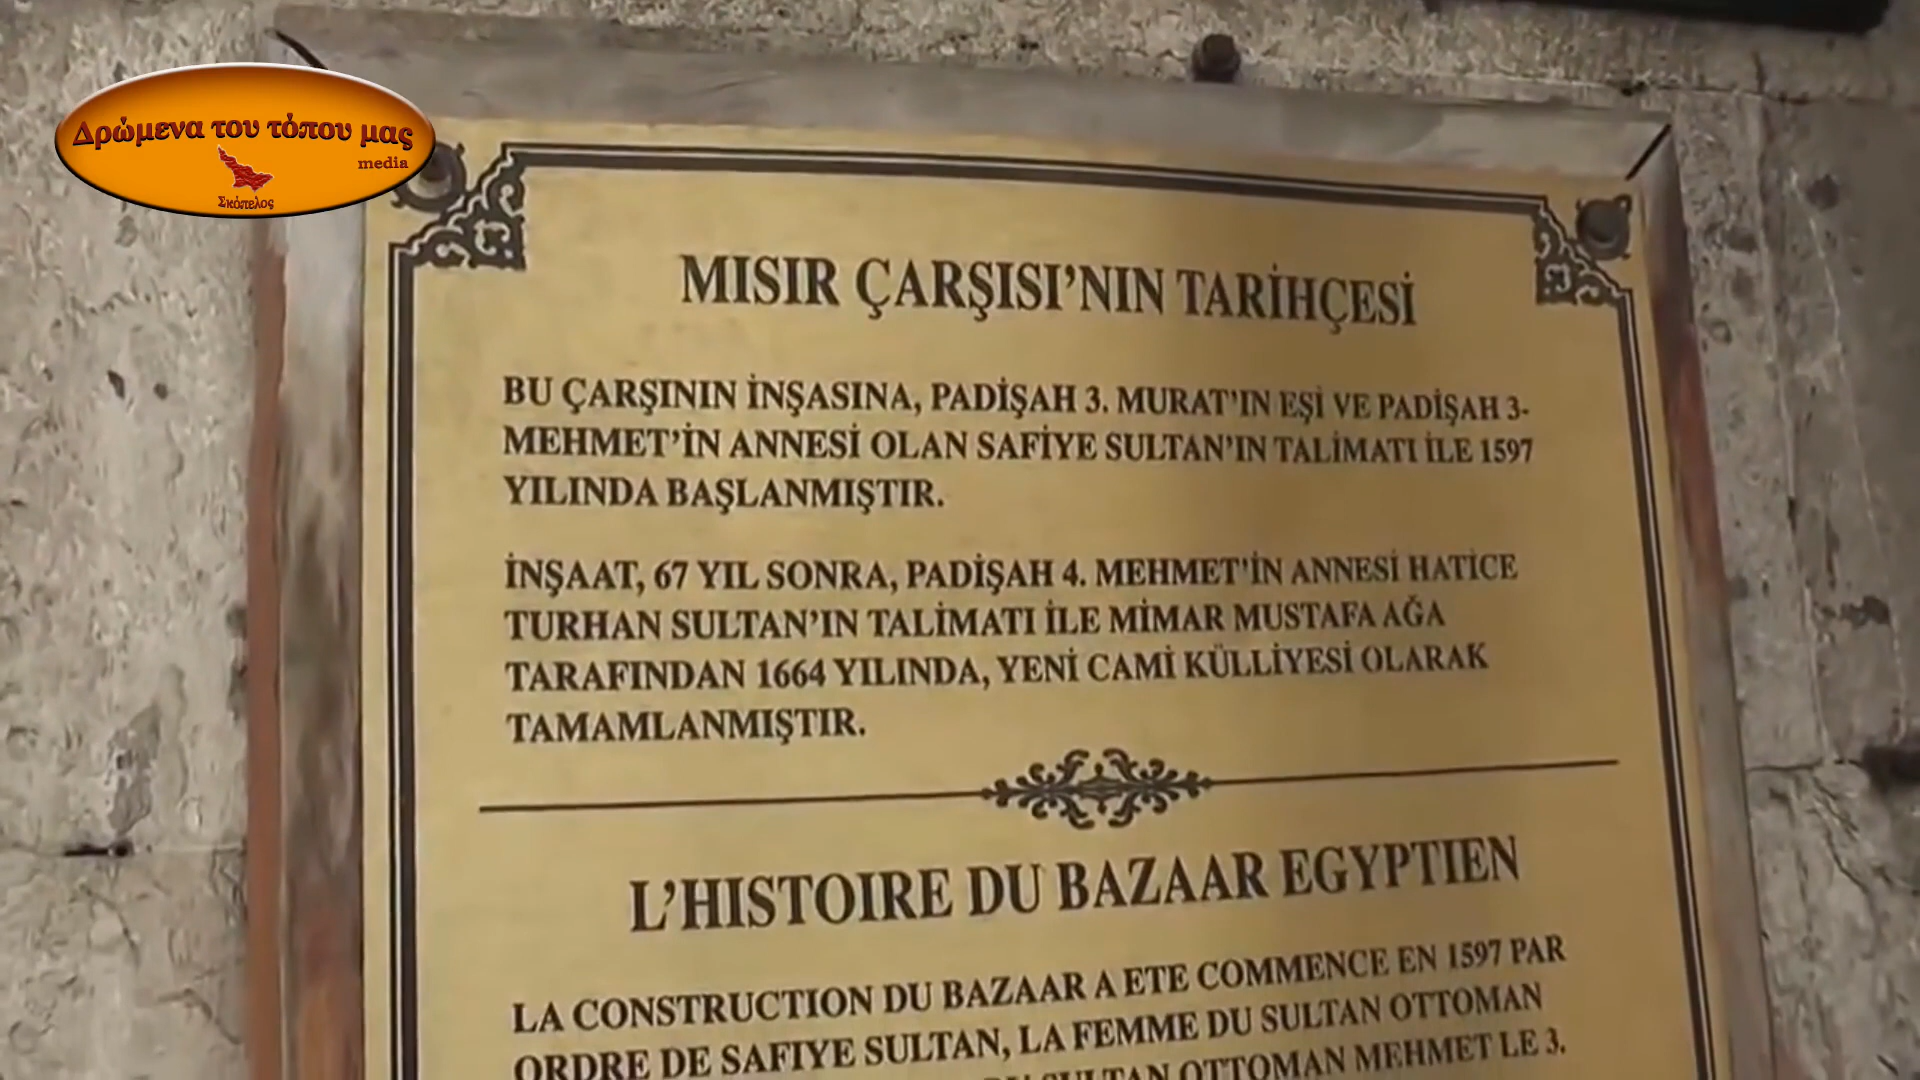 Δρώμενα του τόπου μας
media
Σκόπελος
MISIR ÇARŞISI’NIN TARİHÇESİ
BU ÇARŞININ İNŞASINA, PADİŞAH 3. MURAT’IN EŞİ VE PADİŞAH 3-
MEHMET’İN ANNESİ OLAN SAFİYE SULTAN’IN TALİMATI İLE 1597
YILINDA BAŞLANMIŞTIR.
İNŞAAT, 67 YIL SONRA, PADİŞAH 4. MEHMET’İN ANNESİ HATİCE
TURHAN SULTAN’IN TALİMATI İLE MİMAR MUSTAFA AĞA
TARAFINDAN 1664 YILINDA, YENİ CAMİ KÜLLİYESİ OLARAK
TAMAMLANMIŞTIR.
L’HISTOIRE DU BAZAAR EGYPTIEN
LA CONSTRUCTION DU BAZAAR A ETE COMMENCE EN 1597 PAR
ORDRE DE SAFIYE SULTAN, LA FEMME DU SULTAN OTTOMAN
SULTAN OTTOMAN MEHMET LE 3.